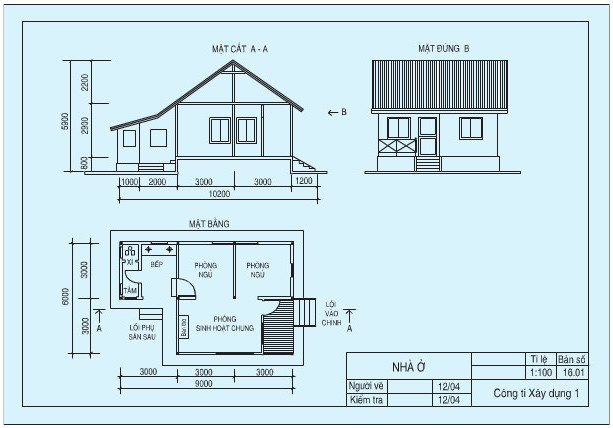 MẶT CẮT A - A
MẶT ĐỨNG B
2200
2900
800
5900
B
1000
2000
3000
3000
1200
10200
MẶT BẰNG
XÍ
TẮM
BẾP
PHÒNG
NGỦ
PHÒNG
NGỦ
PHÒNG
SINH HOẠT CHUNG
Ban thờ
3000
3000
6000
A
LỐI PHỤ
SÂN SAU
LỐI
VÀO
CHÍNH
A
3000
3000
3000
9000
NHÀ Ở
Tỉ lệ
Bản số
1:100
16.01
Người vẽ
12/04
Kiểm tra
12/04
Công ti Xây dựng 1